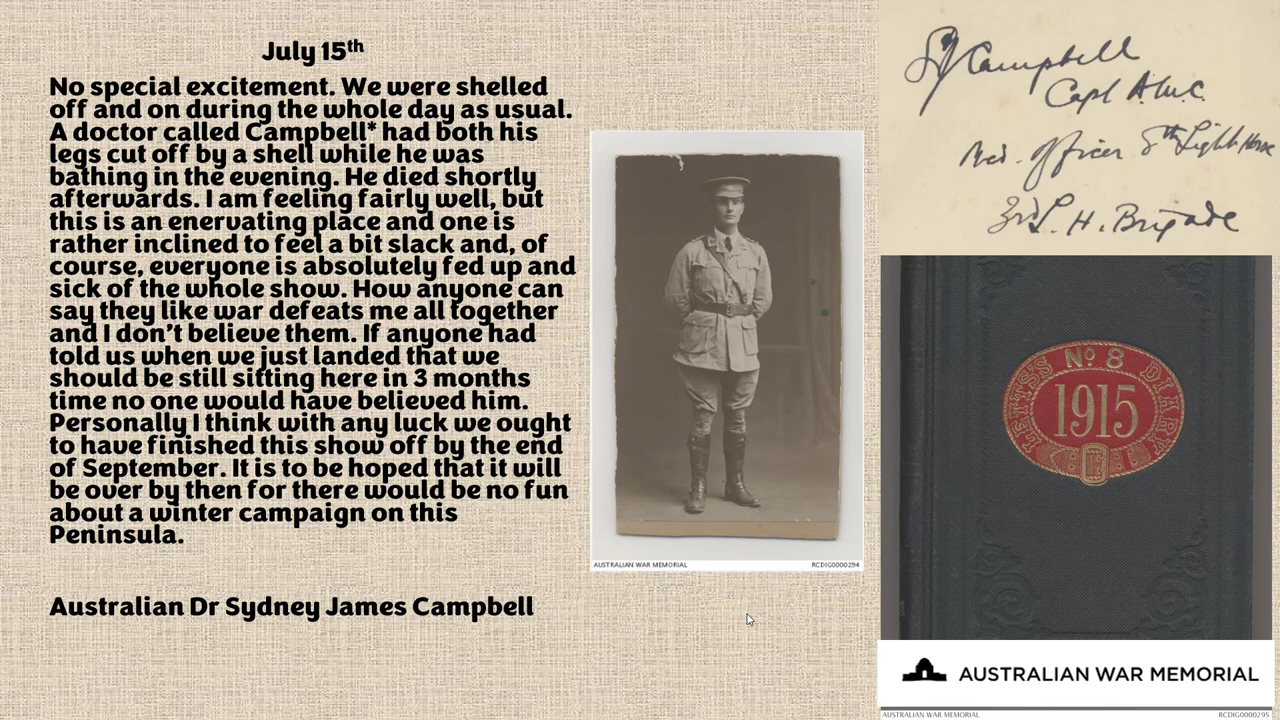 July 15th
No special excitement. We were shelled
off and on during the whole day as usual.
A doctor called Campbell* had both his
legs cut off by a shell while he was
bathing in the evening. He died shortly
afterwards. I am feeling fairly well, but
this is an enervating place and one is
rather inclined to feel a bit slack and, of
course, everyone is absolutely fed up and
sick of the whole show. How anyone can
say they like war defeats me all together
and I don't believe them. If anyone had
told us when we just landed that we
should be still sitting here in 3 months
time no one would have believed him.
Personally I think with any luck we ought
to have finished this show off by the end
of September. It is to be hoped that it will
be over by then for there would be no fun
about a winter campaign on this
Peninsula.
Australian Dr Sydney James Campbell
AUSTRALIAN WAR MEMORIAL RCDIG0000294
SJ Campbell
Capt A.M.C.
Med. Officer 8th Light Horse
3rd L. H. Brigade
LETTS'S No 8 DIARY
1915
AUSTRALIAN WAR MEMORIAL
AUSTRALIAN WAR MEMORIAL RCDIG0000295